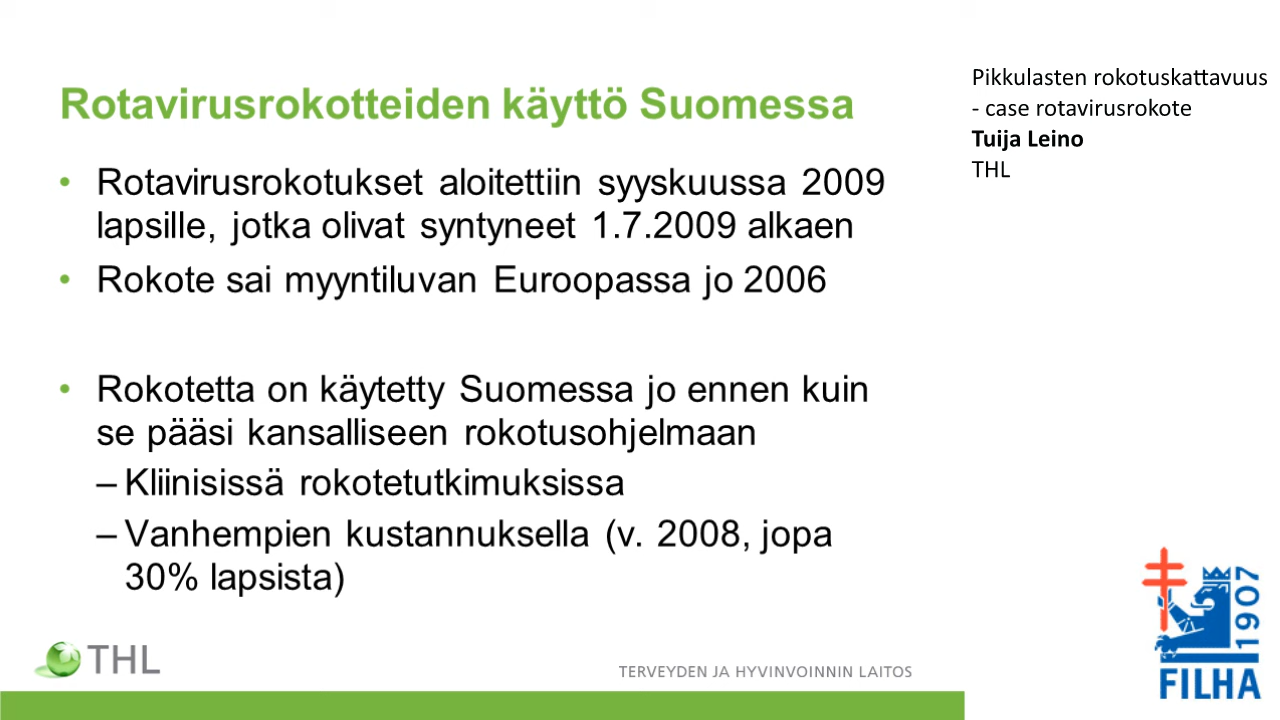 Rotavirusrokotteiden käyttö Suomessa
• Rotavirusrokotukset aloitettiin syyskuussa 2009
lapsille, jotka olivat syntyneet 1.7.2009 alkaen
• Rokote sai myyntiluvan Euroopassa jo 2006
• Rokotetta on käytetty Suomessa jo ennen kuin
se pääsi kansalliseen rokotusohjelmaan
– Kliinisissä rokotetutkimuksissa
– Vanhempien kustannuksella (v. 2008, jopa
30% lapsista)
THL
TERVEYDEN JA HYVINVOINNIN LAITOS
Pikkulasten rokotuskattavuus
- case rotavirusrokote
Tuija Leino
THL
1907
FILHA